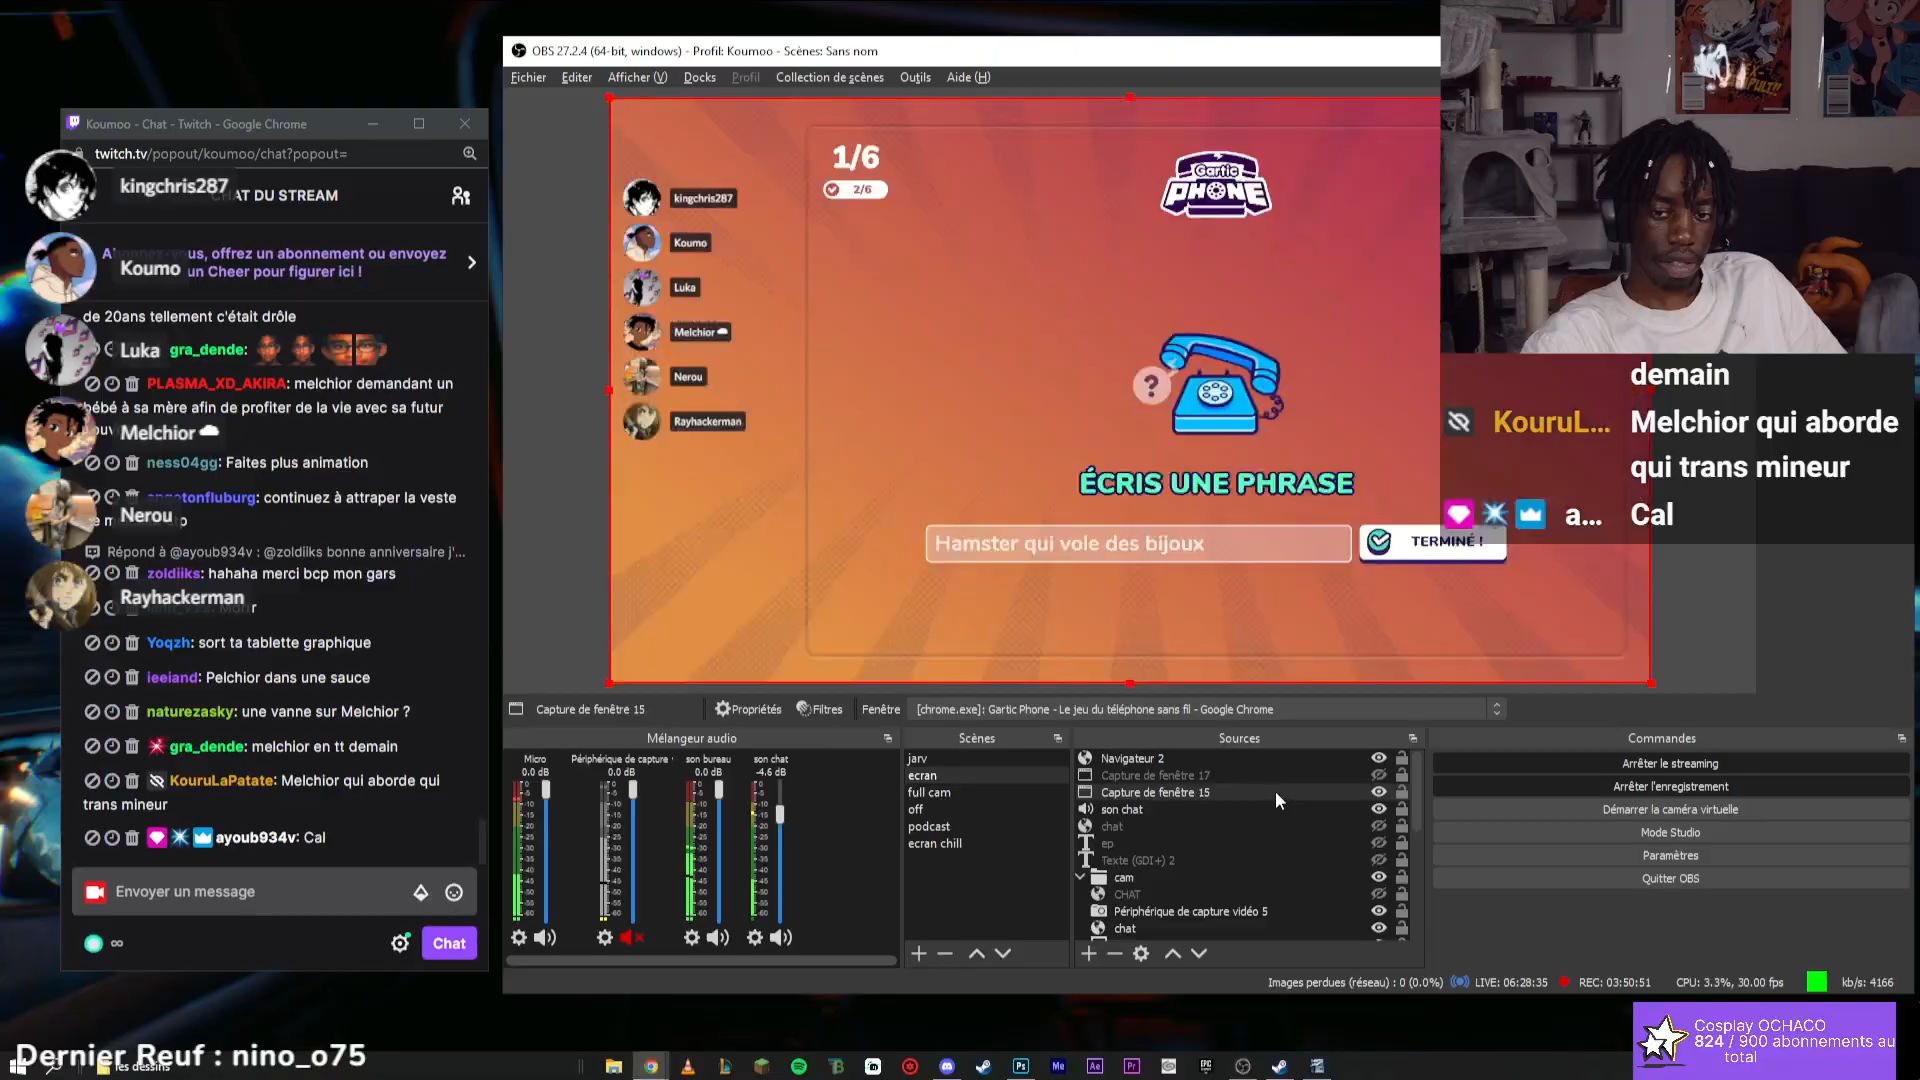 OBS 27.2.4 (64-bit, windows) - Profil: Koumoo - Scènes: Sans nom
Fichier Editer Afficher (V) Docks Profil Collection de scènes Outils Aide (H)
Koumoo - Chat - Twitch - Google Chrome
twitch.tv/popout/koumoo/chat?popout=
kingchris287
CHAT DU STREAM
Abonnez-vous, offrez un abonnement ou envoyez
un Cheer pour figurer ici !
Koumo
de 20ans tellement c'était drôle
Luka
gra_dende:
PLASMA_XD_AKIRA: melchior demandant un
bébé à sa mère afin de profiter de la vie avec sa futur
Melchior
ness04gg: Faites plus animation
angotonfluburg: continuez à attraper la veste
Nerou
Répond à @ayoub934v : @zoldiiks bonne anniversaire j'...
zoldiiks: hahaha merci bcp mon gars
Rayhackerman
Yoqzh: sort ta tablette graphique
ieeiand: Pelchior dans une sauce
naturezasky: une vanne sur Melchior ?
gra_dende: melchior en tt demain
KouruLaPatate: Melchior qui aborde qui
trans mineur
ayoub934v: Cal
Envoyer un message
Chat
1/6
2/6
Gartic
PHONE
kingchris287
Koumo
Luka
Melchior
Nerou
Rayhackerman
ÉCRIS UNE PHRASE
Hamster qui vole des bijoux
TERMINÉ !
demain
KouruL... Melchior qui aborde
qui trans mineur
a... Cal
Capture de fenêtre 15
Propriétés
Filtres
Fenêtre
[chrome.exe]: Gartic Phone - Le jeu du téléphone sans fil - Google Chrome
Mélangeur audio
Micro
0.0 dB
Périphérique de capture
0.0 dB
son bureau
0.0 dB
son chat
-4.6 dB
Scènes
jarv
ecran
full cam
off
podcast
ecran chill
Sources
Navigateur 2
Capture de fenêtre 17
Capture de fenêtre 15
son chat
chat
ep
Texte (GDI+) 2
cam
CHAT
Périphérique de capture vidéo 5
chat
Commandes
Arrêter le streaming
Arrêter l'enregistrement
Démarrer la caméra virtuelle
Mode Studio
Paramètres
Quitter OBS
Images perdues (réseau) : 0 (0.0%)
LIVE: 06:28:35
REC: 03:50:51
CPU: 3.3%, 30.00 fps
kb/s: 4166
Cosplay OCHACO
824 / 900 abonnements au
total
Dernier Reuf : nino_o75
les dessins